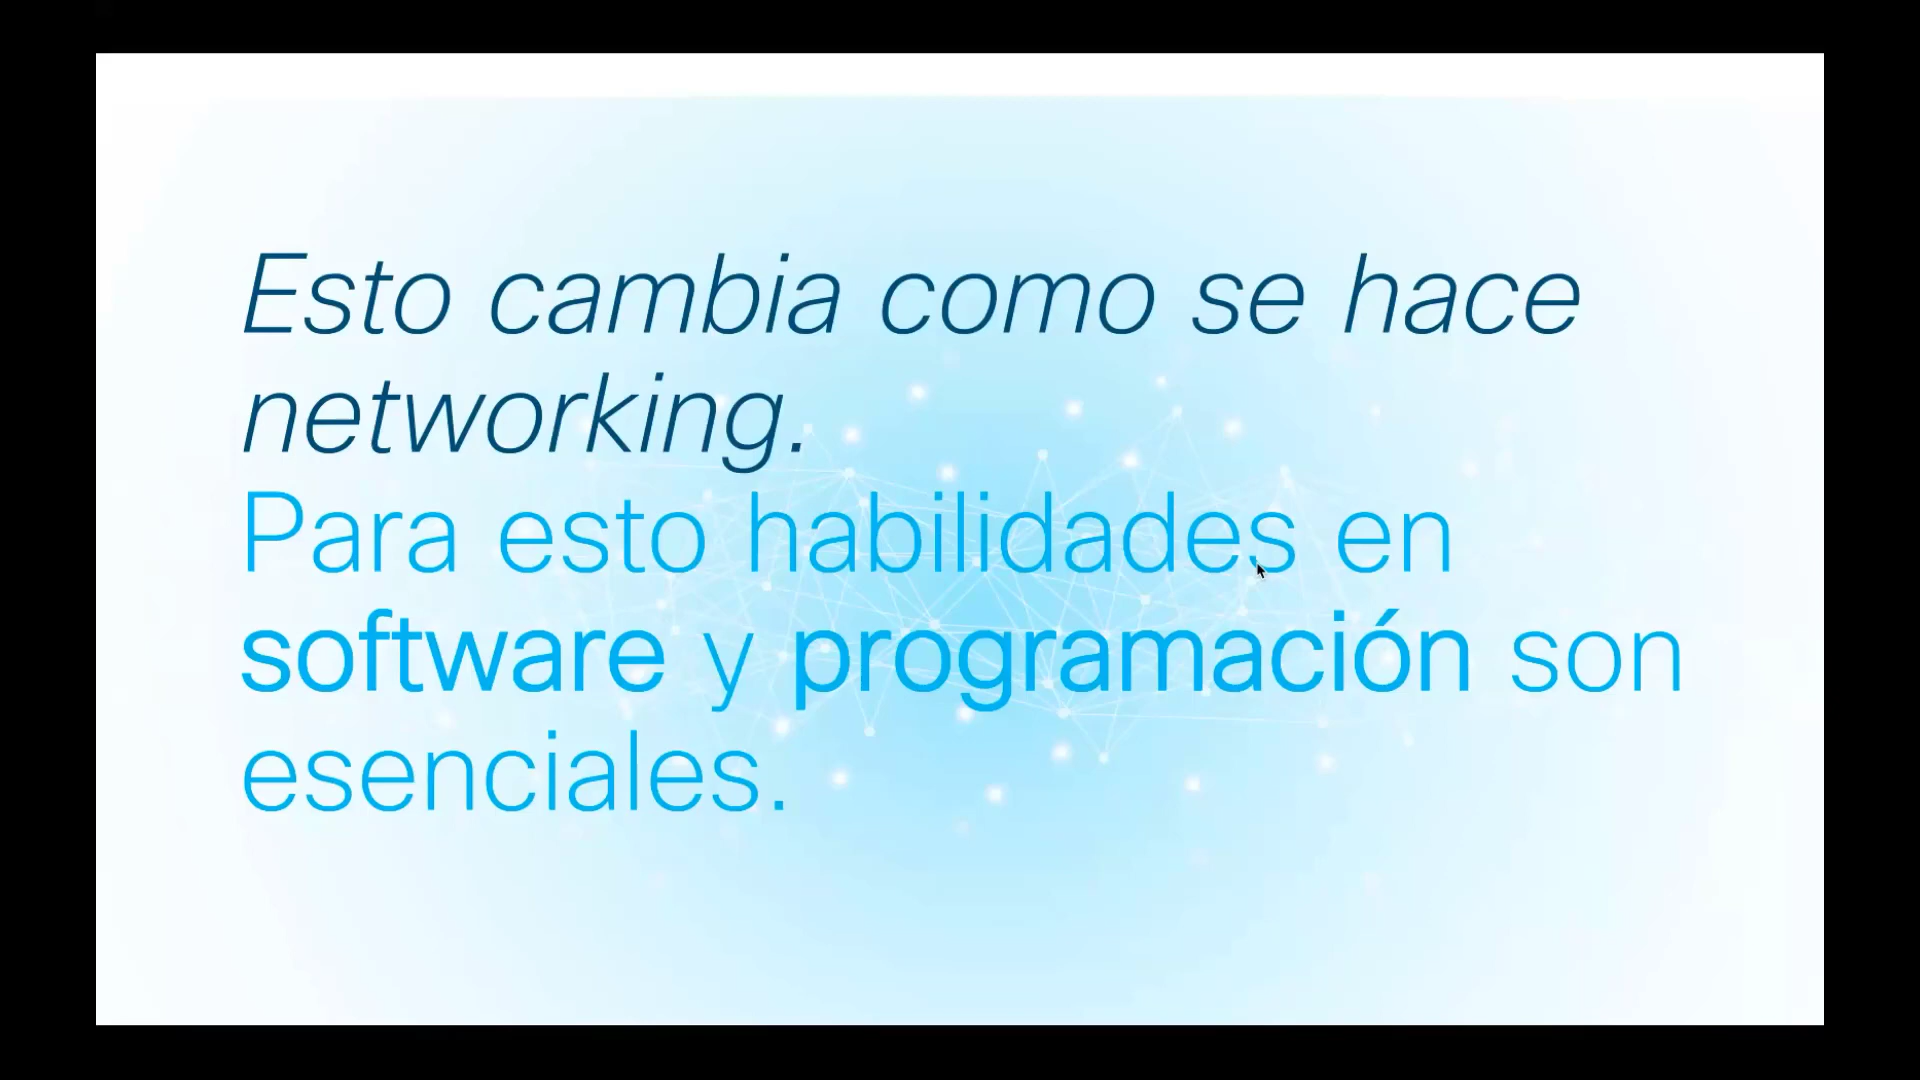 Esto cambia como se hace
networking.
Para esto habilidades en
software y programación son
esenciales.